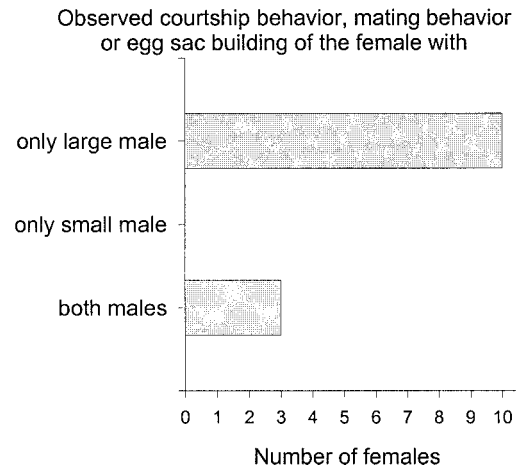 Observed courtship behavior, mating behavior
or egg sac building of the female with
only large male
only small male
both males
0 1 2 3 4 5 6 7 8 9 10
Number of females